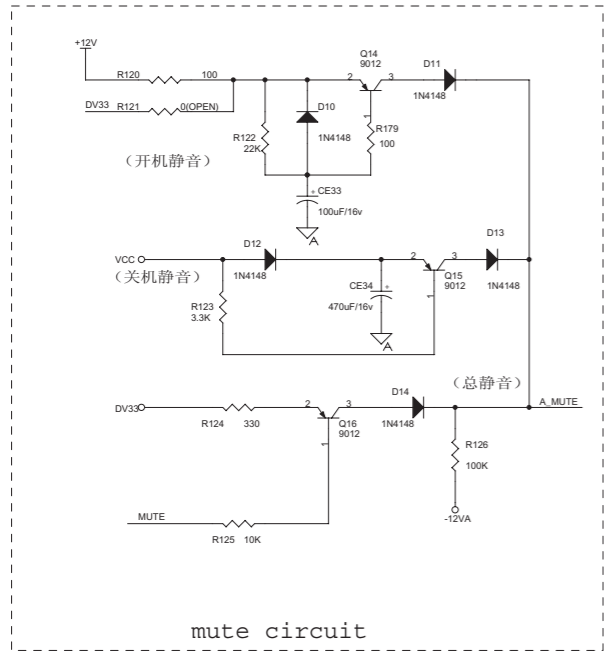 +12V
R120 100
DV33 R121 0(OPEN)
Q14
9012
2 3
1
D11
1N4148
D10
1N4148
R122
22K
R179
100
（开机静音）
+ CE33
100uF/16v
A
VCC
（关机静音）
D12
1N4148
R123
3.3K
CE34 +
470uF/16v
A
2 3
1
Q15
9012
D13
1N4148
（总静音）
DV33
R124 330
2 3
1
Q16
9012
D14
1N4148
A_MUTE
R126
100K
-12VA
MUTE
R125 10K
mute circuit